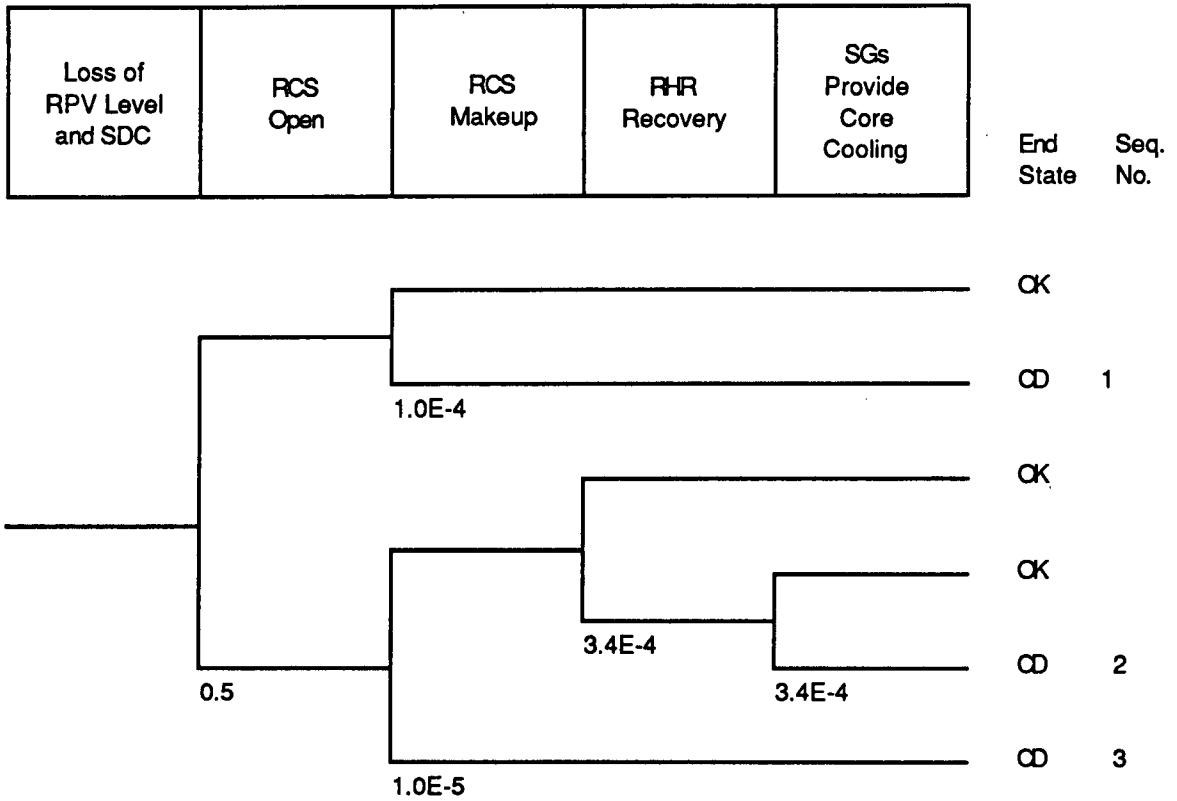 Loss of
RPV Level
and SDC
RCS
Open
RCS
Makeup
RHR
Recovery
SGs
Provide
Core
Cooling
End
State
Seq.
No.
OK
CD 1
1.0E-4
OK
OK
3.4E-4
CD 2
0.5
3.4E-4
CD 3
1.0E-5